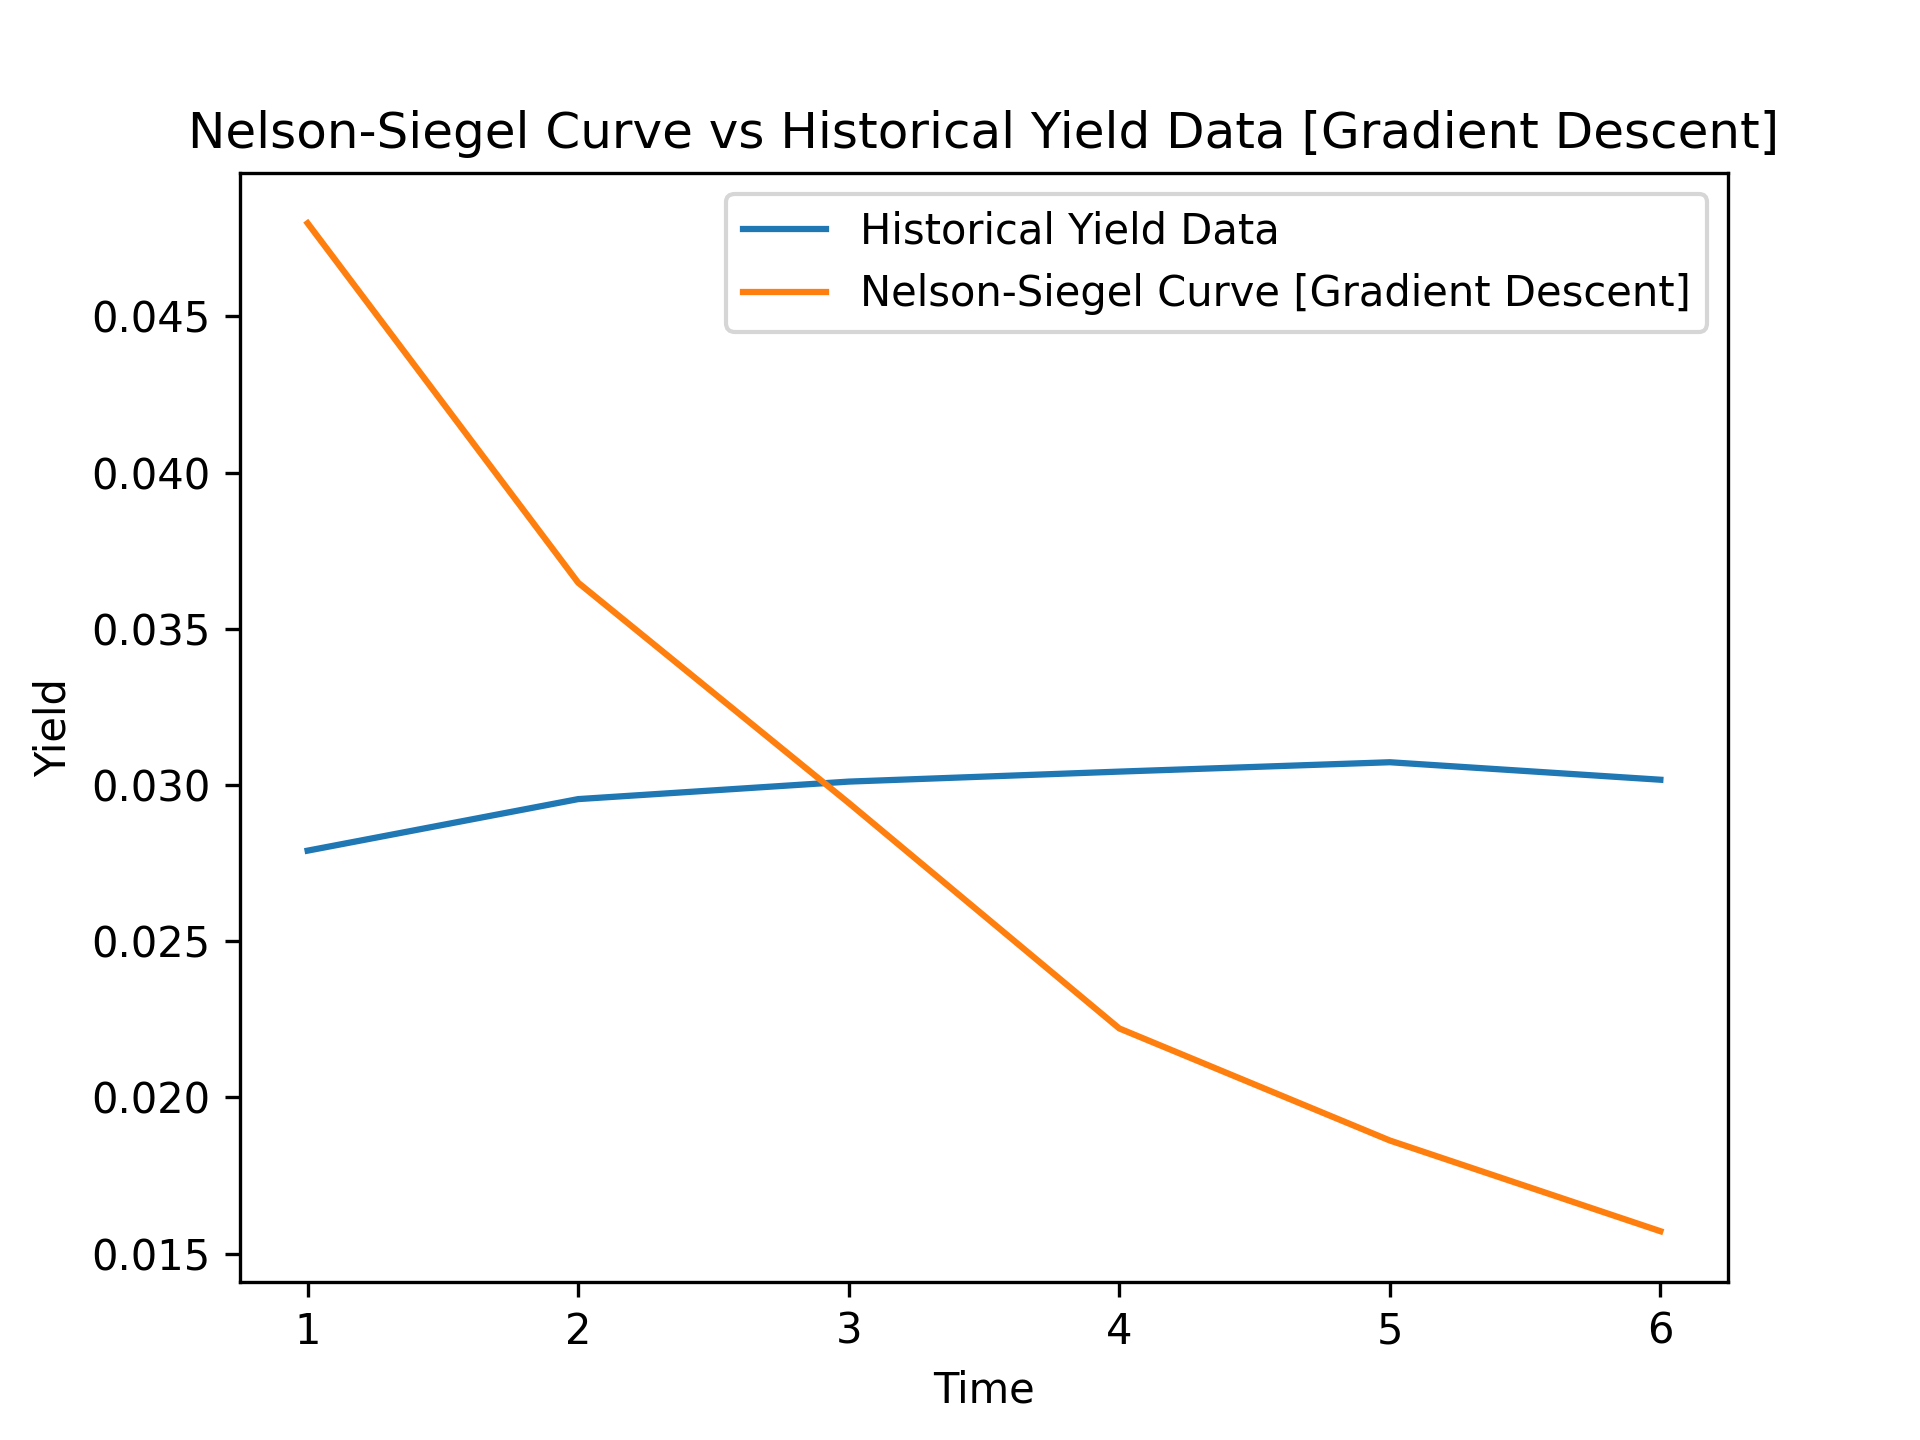 Nelson-Siegel Curve vs Historical Yield Data [Gradient Descent]
Historical Yield Data
Nelson-Siegel Curve [Gradient Descent]
0.045
0.040
0.035
0.030
0.025
0.020
0.015
Yield
1 2 3 4 5 6
Time